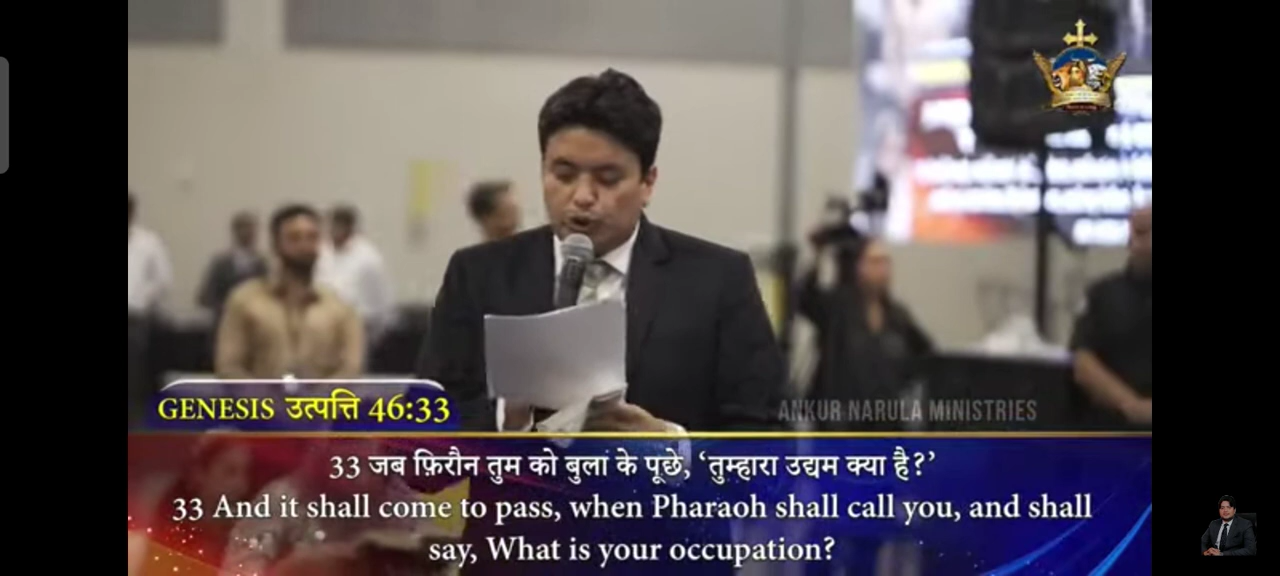 GENESIS उत्पत्ति 46:33
ANKUR NARULA MINISTRIES
33 जब फ़िरौन तुम को बुला के पूछे, ‘तुम्हारा उद्यम क्या है?’
33 And it shall come to pass, when Pharaoh shall call you, and shall
say, What is your occupation?